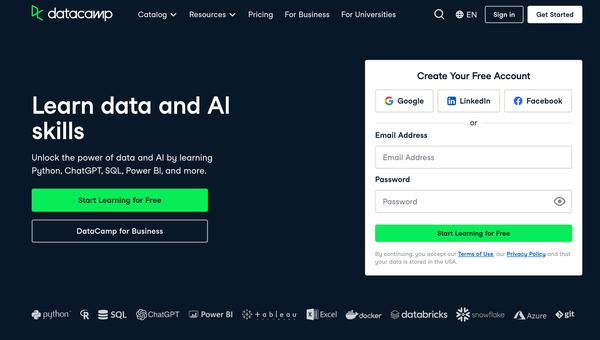 datacamp
Catalog
Resources
Pricing
For Business
For Universities
EN
Sign in
Get Started
Learn data and AI
skills
Unlock the power of data and AI by learning
Python, ChatGPT, SQL, Power BI, and more.
Start Learning for Free
DataCamp for Business
Create Your Free Account
Google
LinkedIn
Facebook
or
Email Address
Email Address
Password
Password
Start Learning for Free
By continuing, you accept our Terms of Use, our Privacy Policy and that
your data is stored in the USA.
python
R
SQL
ChatGPT
Power BI
tableau
Excel
docker
databricks
snowflake
Azure
git